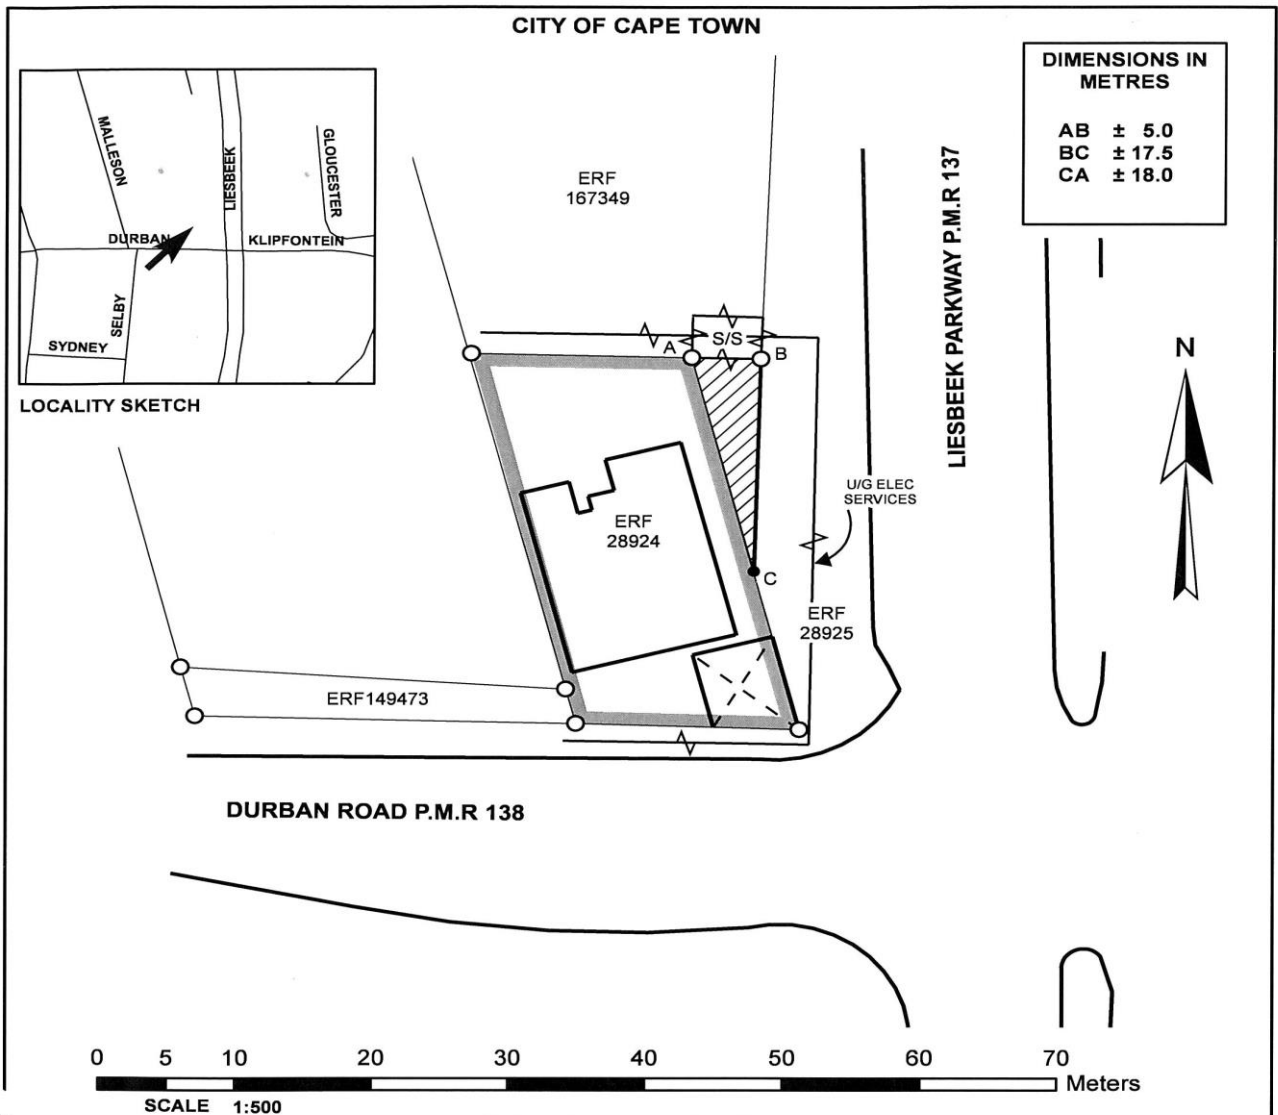 CITY OF CAPE TOWN
DIMENSIONS IN
METRES
AB ± 5.0
BC ± 17.5
CA ± 18.0
MALLESON
LIESBEEK
GLOUCESTER
DURBAN
KLIPFONTEIN
SELBY
SYDNEY
LOCALITY SKETCH
ERF
167349
LIESBEEK PARKWAY P.M.R 137
N
A
S/S
B
U/G ELEC
SERVICES
ERF
28924
C
ERF
28925
ERF149473
DURBAN ROAD P.M.R 138
0 5 10 20 30 40 50 60 70
Meters
SCALE 1:500